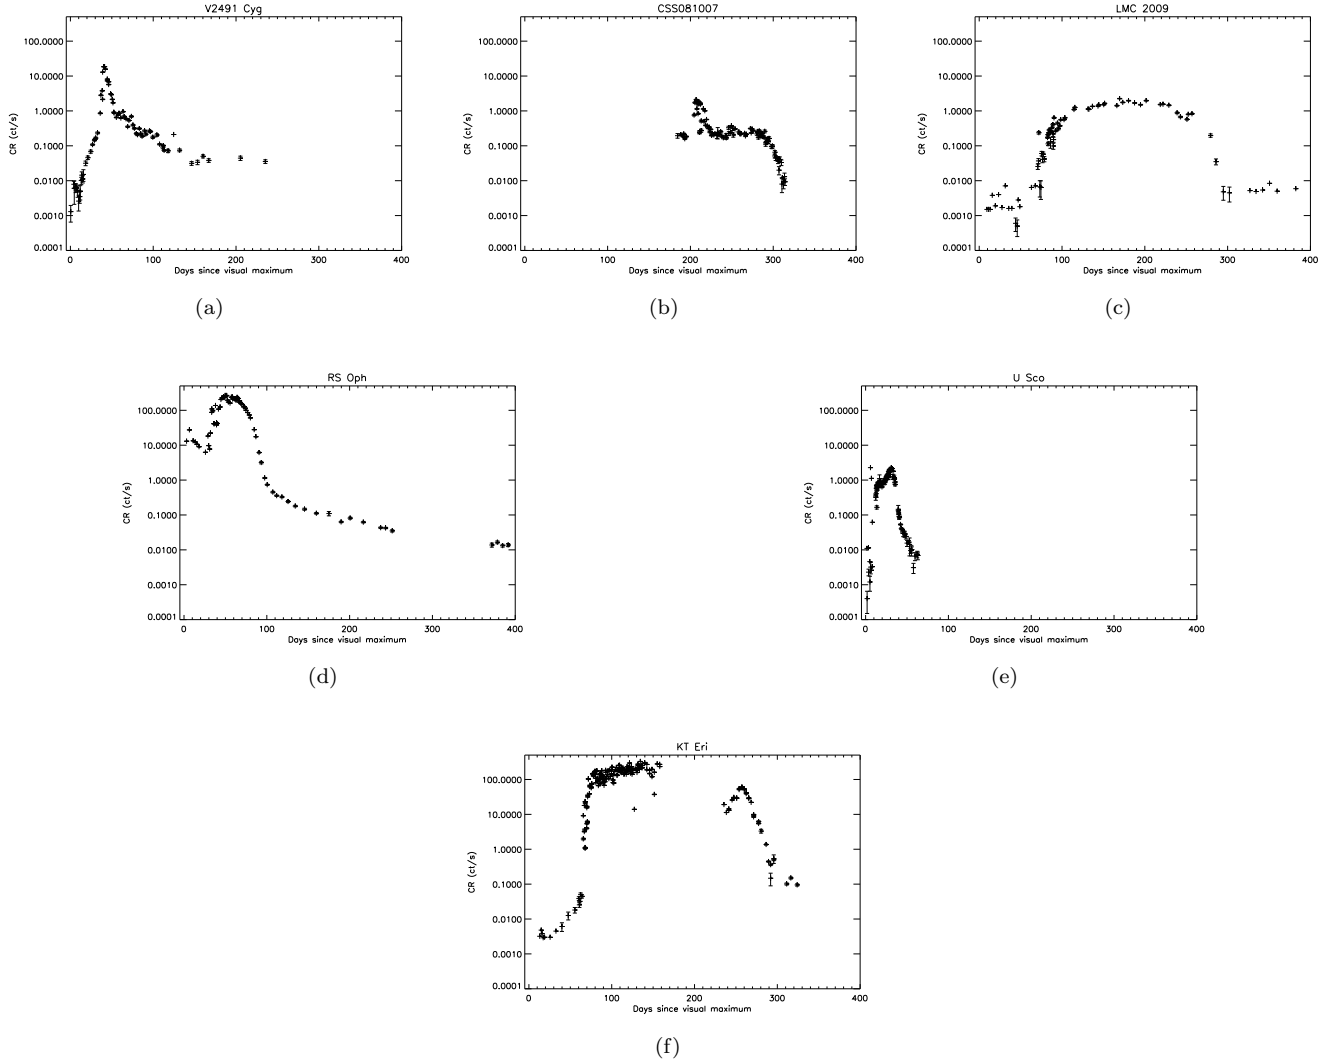 V2491 Cyg
CR (ct/s)
100.0000
10.0000
1.0000
0.1000
0.0100
0.0010
0.0001
0 100 200 300 400
Days since visual maximum
(a)
CSS081007
CR (ct/s)
100.0000
10.0000
1.0000
0.1000
0.0100
0.0010
0.0001
0 100 200 300 400
Days since visual maximum
(b)
LMC 2009
CR (ct/s)
100.0000
10.0000
1.0000
0.1000
0.0100
0.0010
0.0001
0 100 200 300 400
Days since visual maximum
(c)
RS Oph
CR (ct/s)
100.0000
10.0000
1.0000
0.1000
0.0100
0.0010
0.0001
0 100 200 300 400
Days since visual maximum
(d)
U Sco
CR (ct/s)
100.0000
10.0000
1.0000
0.1000
0.0100
0.0010
0.0001
0 100 200 300 400
Days since visual maximum
(e)
KT Eri
CR (ct/s)
100.0000
10.0000
1.0000
0.1000
0.0100
0.0010
0.0001
0 100 200 300 400
Days since visual maximum
(f)